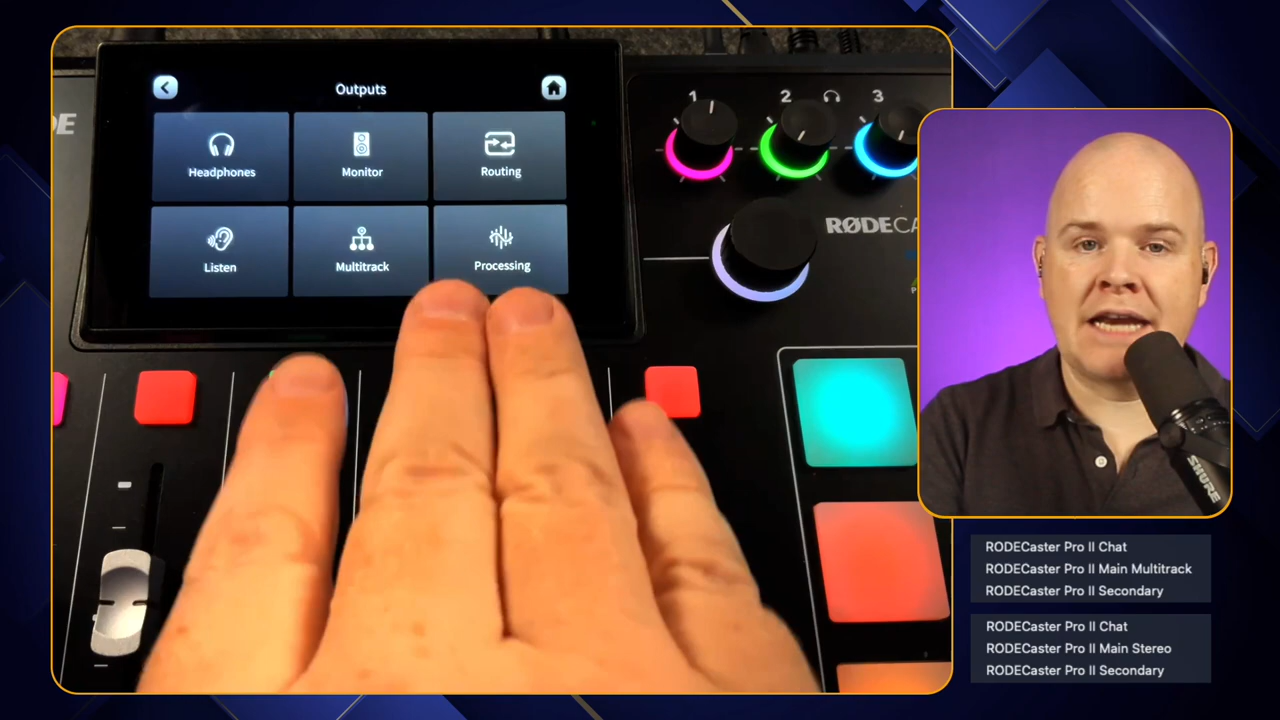 Outputs
Headphones
Monitor
Routing
Listen
Multitrack
Processing
1
2
3
SHURE
RODECaster Pro II Chat
RODECaster Pro II Main Multitrack
RODECaster Pro II Secondary
RODECaster Pro II Chat
RODECaster Pro II Main Stereo
RODECaster Pro II Secondary